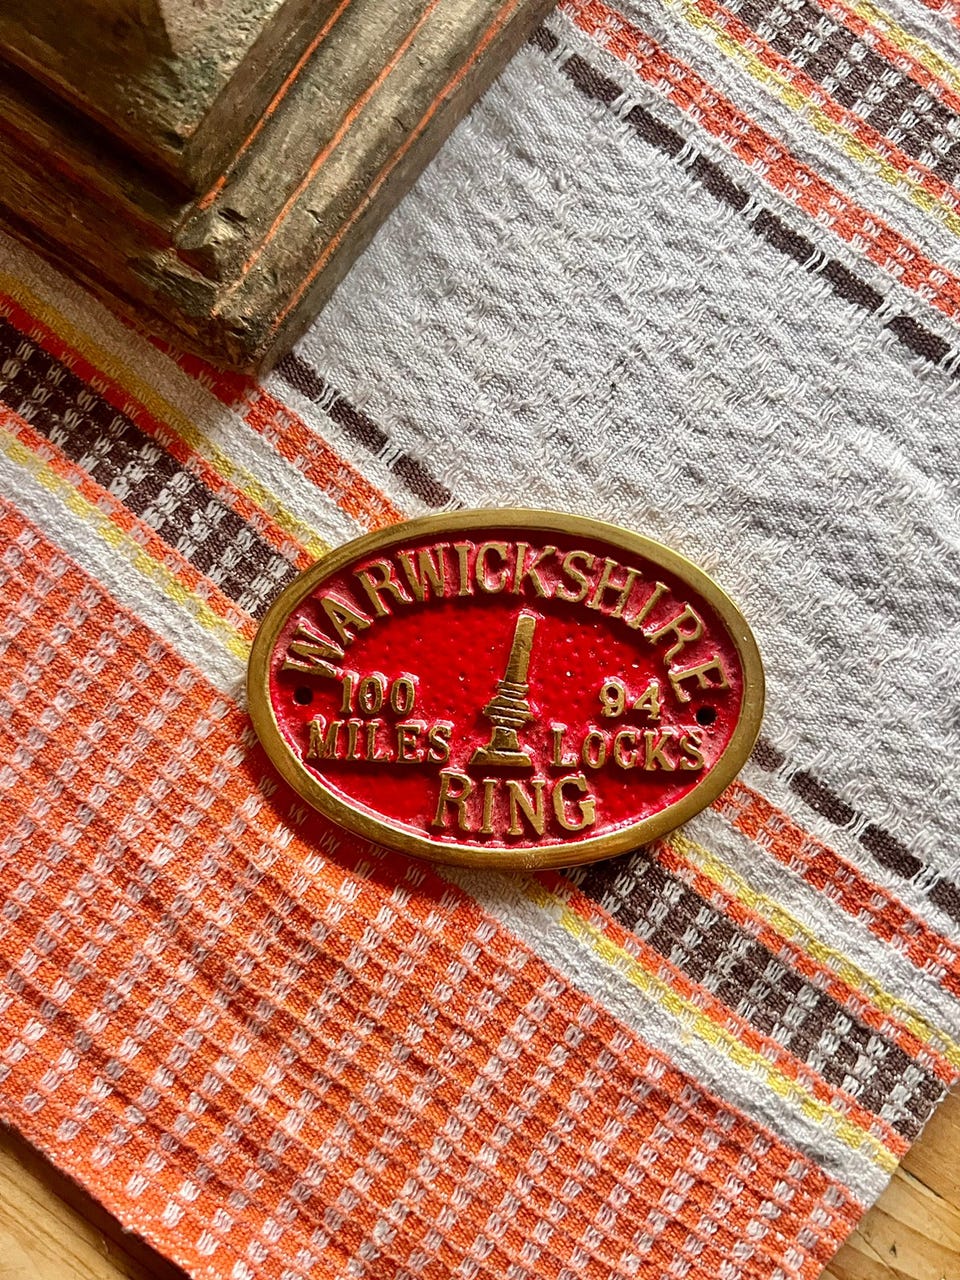 WARWICKSHIRE
100 94
MILES LOCKS
RING